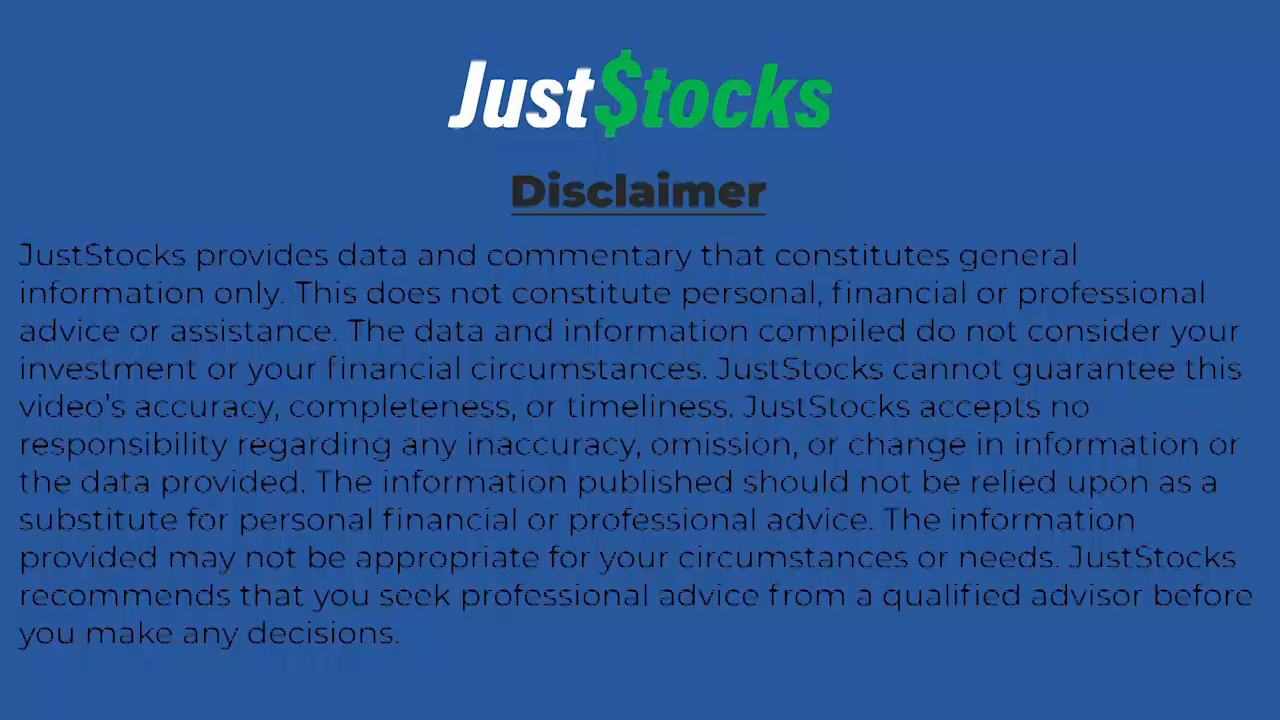 Just$tocks
Disclaimer
JustStocks provides data and commentary that constitutes general
information only. This does not constitute personal, financial or professional
advice or assistance. The data and information compiled do not consider your
investment or your financial circumstances. JustStocks cannot guarantee this
video's accuracy, completeness, or timeliness. JustStocks accepts no
responsibility regarding any inaccuracy, omission, or change in information or
the data provided. The information published should not be relied upon as a
substitute for personal financial or professional advice. The information
provided may not be appropriate for your circumstances or needs. JustStocks
recommends that you seek professional advice from a qualified advisor before
you make any decisions.